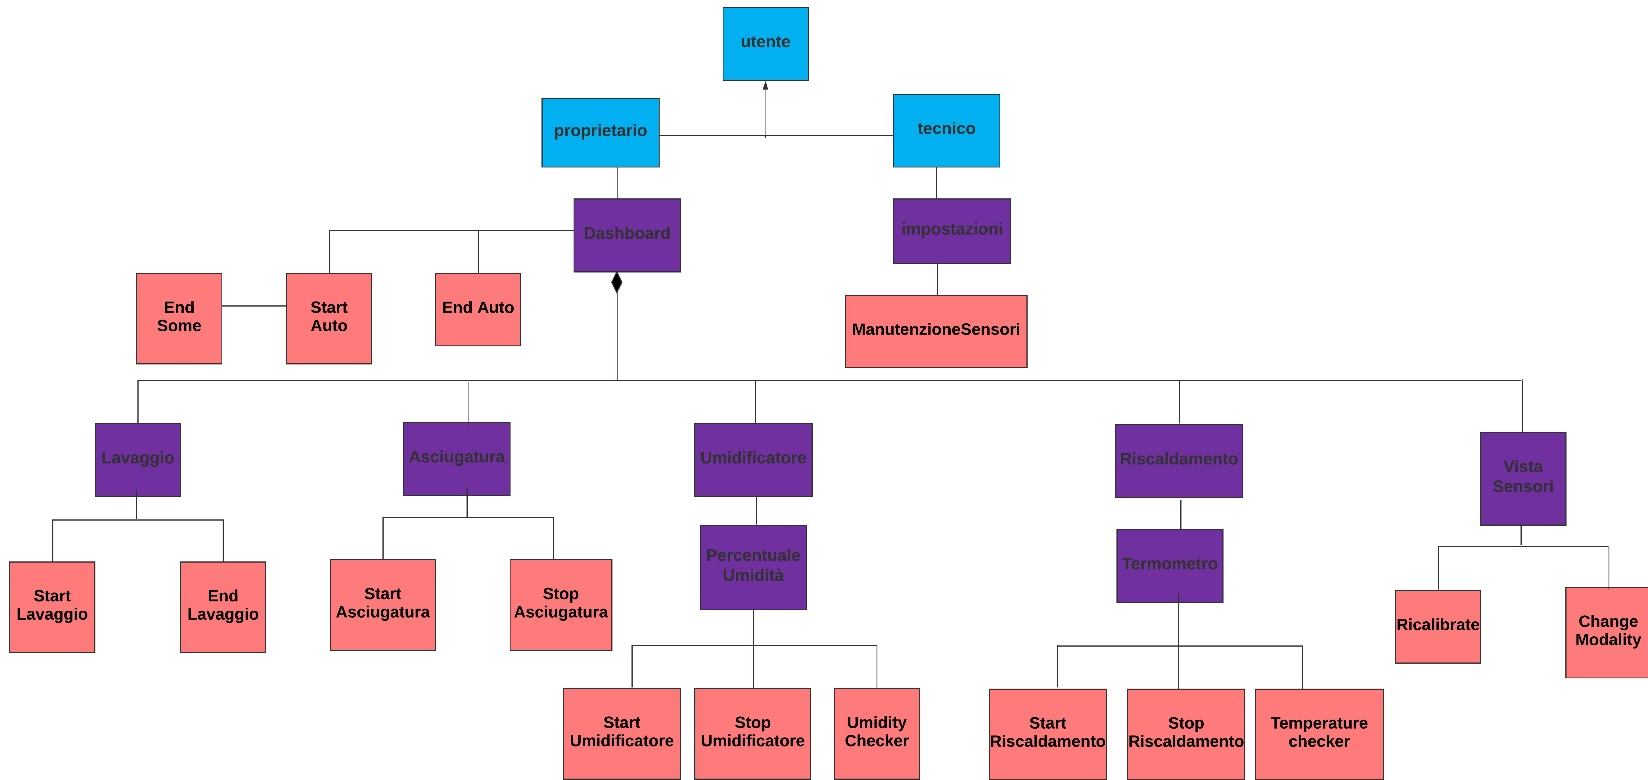 utente
proprietario
tecnico
Dashboard
impostazioni
End
Some
Start
Auto
End Auto
ManutenzioneSensori
Lavaggio
Asciugatura
Umidificatore
Riscaldamento
Vista
Sensori
Percentuale
Umidità
Termometro
Start
Lavaggio
End
Lavaggio
Start
Asciugatura
Stop
Asciugatura
Ricalibrate
Change
Modality
Start
Umidificatore
Stop
Umidificatore
Umidity
Checker
Start
Riscaldamento
Stop
Riscaldamento
Temperature
checker